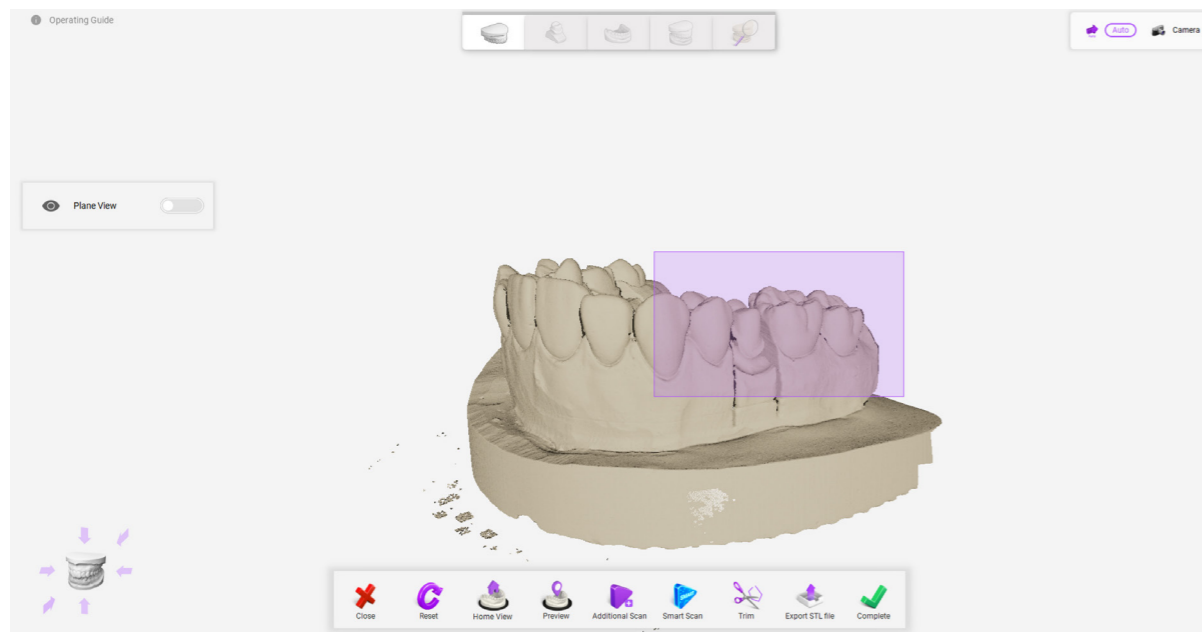 Operating Guide
Auto
Camera
Plane View
Close
Reset
Home View
Preview
Additional Scan
Smart Scan
Trim
Export STL file
Complete